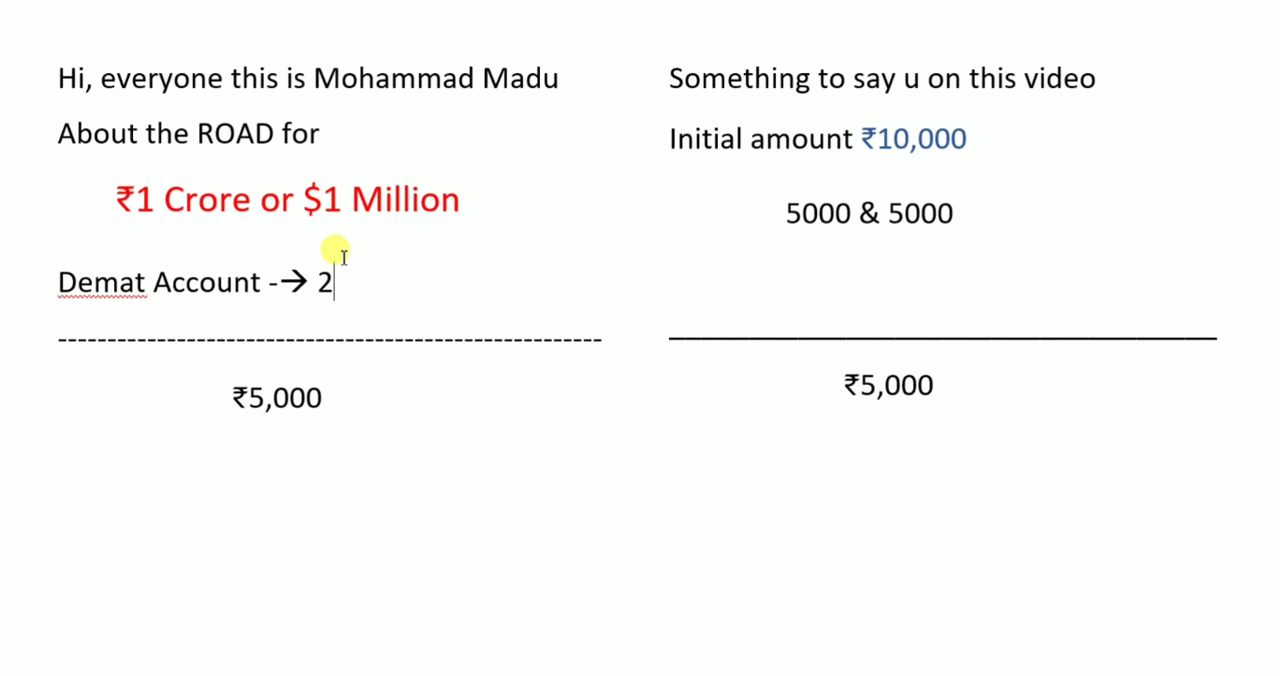 Hi, everyone this is Mohammad Madu
About the ROAD for
₹1 Crore or $1 Million
Demat Account -→ 2
------------------------------------------------------
₹5,000
Something to say u on this video
Initial amount ₹10,000
5000 & 5000
₹5,000